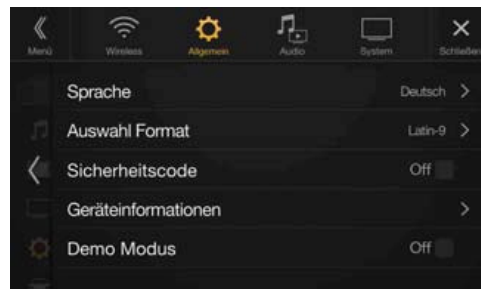 Menü Wireless Allgemein Audio System Schließen
Sprache Deutsch
Auswahl Format Latin-9
Sicherheitscode Off
Geräteinformationen
Demo Modus Off